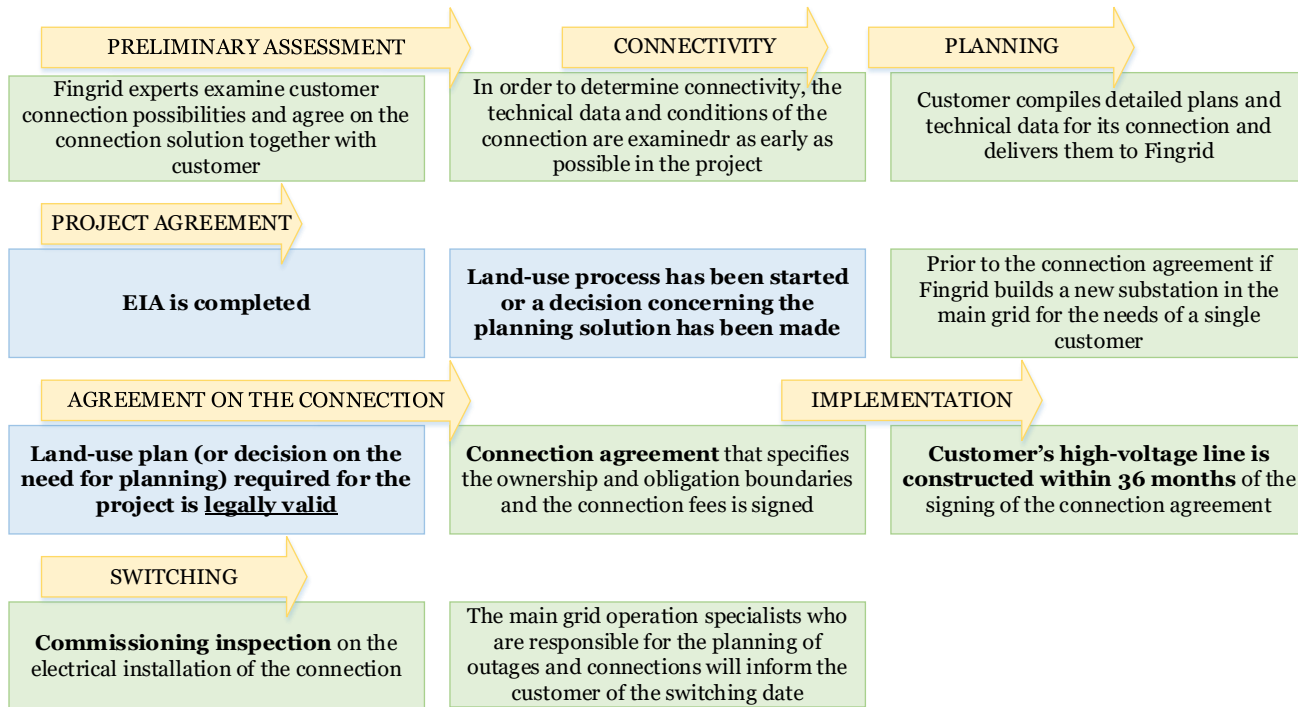 PRELIMINARY ASSESSMENT
CONNECTIVITY
PLANNING
Fingrid experts examine customer
connection possibilities and agree on the
connection solution together with
customer
In order to determine connectivity, the
technical data and conditions of the
connection are examinedr as early as
possible in the project
Customer compiles detailed plans and
technical data for its connection and
delivers them to Fingrid
PROJECT AGREEMENT
EIA is completed
Land-use process has been started
or a decision concerning the
planning solution has been made
Prior to the connection agreement if
Fingrid builds a new substation in the
main grid for the needs of a single
customer
AGREEMENT ON THE CONNECTION
IMPLEMENTATION
Land-use plan (or decision on the
need for planning) required for the
project is legally valid
Connection agreement that specifies
the ownership and obligation boundaries
and the connection fees is signed
Customer’s high-voltage line is
constructed within 36 months of the
signing of the connection agreement
SWITCHING
Commissioning inspection on the
electrical installation of the connection
The main grid operation specialists who
are responsible for the planning of
outages and connections will inform the
customer of the switching date